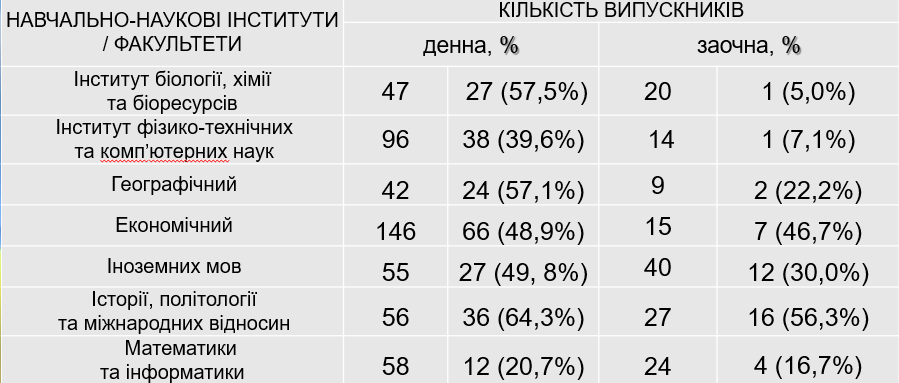 НАВЧАЛЬНО-НАУКОВІ ІНСТИТУТИ
/ ФАКУЛЬТЕТИ
КІЛЬКІСТЬ ВИПУСКНИКІВ
денна, %
заочна, %
Інститут біології, хімії
та біоресурсів
47
27 (57,5%)
20
1 (5,0%)
Інститут фізико-технічних
та комп’ютерних наук
96
38 (39,6%)
14
1 (7,1%)
Географічний
42
24 (57,1%)
9
2 (22,2%)
Економічний
146
66 (48,9%)
15
7 (46,7%)
Іноземних мов
55
27 (49, 8%)
40
12 (30,0%)
Історії, політології
та міжнародних відносин
56
36 (64,3%)
27
16 (56,3%)
Математики
та інформатики
58
12 (20,7%)
24
4 (16,7%)